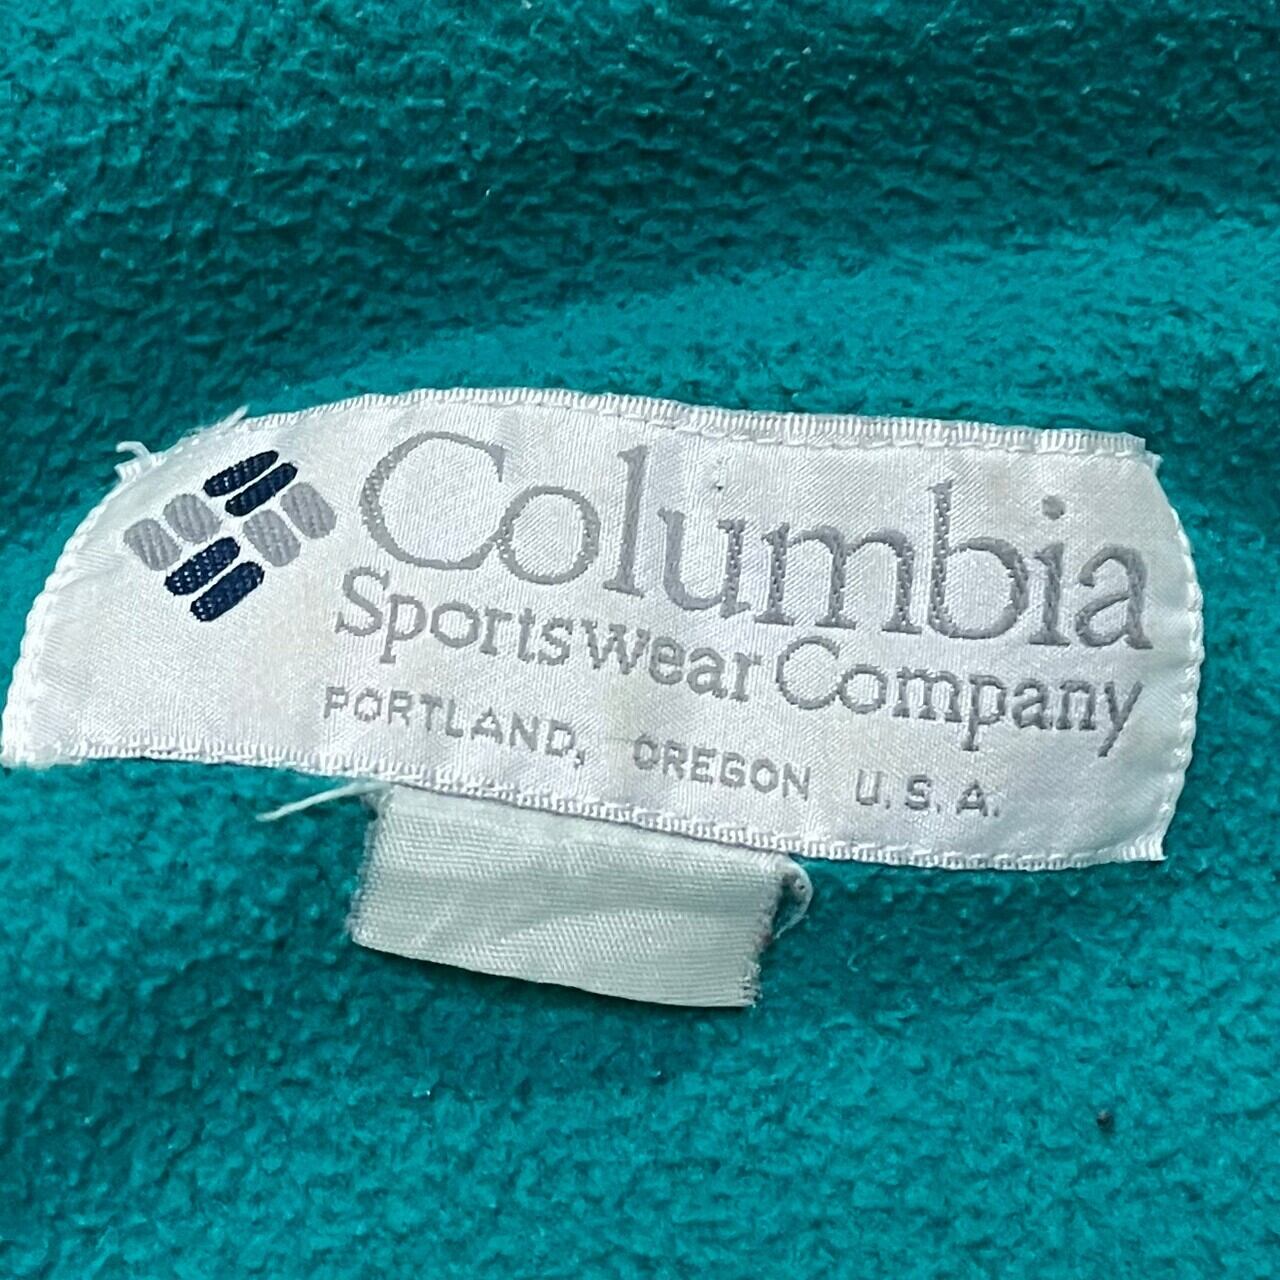 Columbia
Sportswear Company
PORTLAND, OREGON U.S.A.